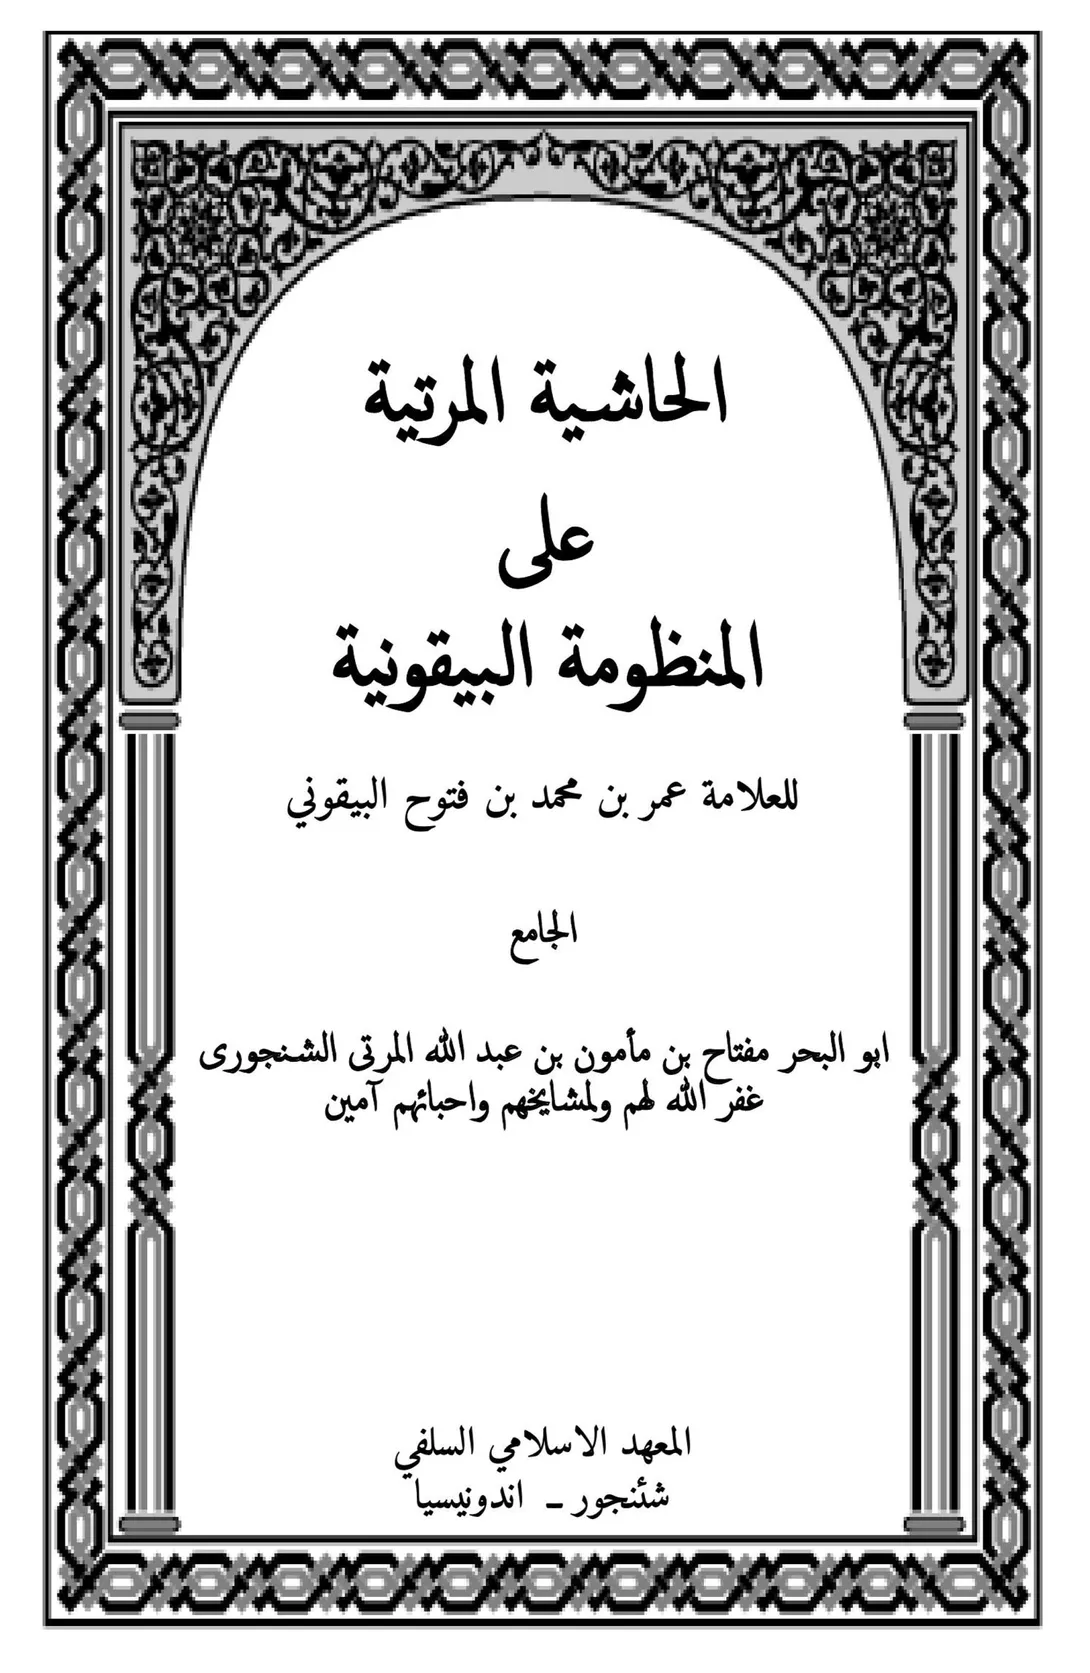 الحاشية المرتية
على
المنظومة البيقونية
للعلامة عمر بن محمد بن فتوح البيقوني
الجامع
ابو البحر مفتاح بن مأمون بن عبد الله المرتى الشنجورى
غفر الله لهم ولمشايخهم واحبائهم آمين
المعهد الاسلامي السلفي
شئنجور ـ اندونيسيا